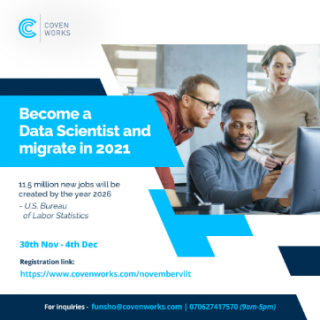 COVEN
WORKS
Become a
Data Scientist and
migrate in 2021
11.5 million new jobs will be
created by the year 2026
- U.S. Bureau
of Labor Statistics
30th Nov - 4th Dec
Registration link:
https://www.covenworks.com/novembervilt
For inquiries - funsho@covenworks.com | 070627417570 (9am-5pm)